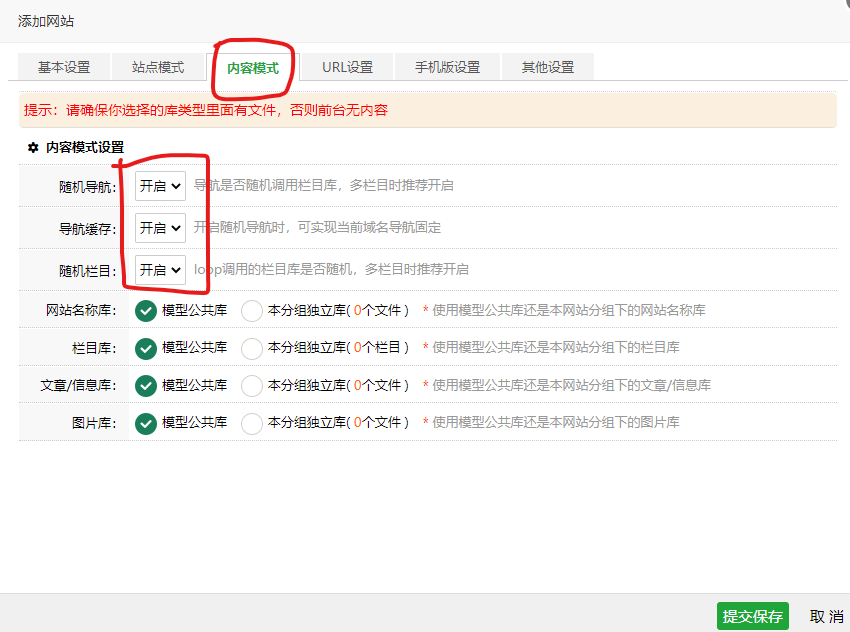 添加网站
基本设置 站点模式 内容模式 URL设置 手机版设置 其他设置
提示：请确保你选择的库类型里面有文件，否则前台无内容
内容模式设置
随机导航： 开启 导航是否随机调用栏目库，多栏目时推荐开启
导航缓存： 开启 开启随机导航时，可实现当前域名导航固定
随机栏目： 开启 loop调用的栏目库是否随机，多栏目时推荐开启
网站名称库： 模型公共库 本分组独立库( 0个文件 ) * 使用模型公共库还是本网站分组下的网站名称库
栏目库： 模型公共库 本分组独立库( 0个栏目 ) * 使用模型公共库还是本网站分组下的栏目库
文章/信息库： 模型公共库 本分组独立库( 0个文件 ) * 使用模型公共库还是本网站分组下的文章/信息库
图片库： 模型公共库 本分组独立库( 0个文件 ) * 使用模型公共库还是本网站分组下的图片库
提交保存 取 消